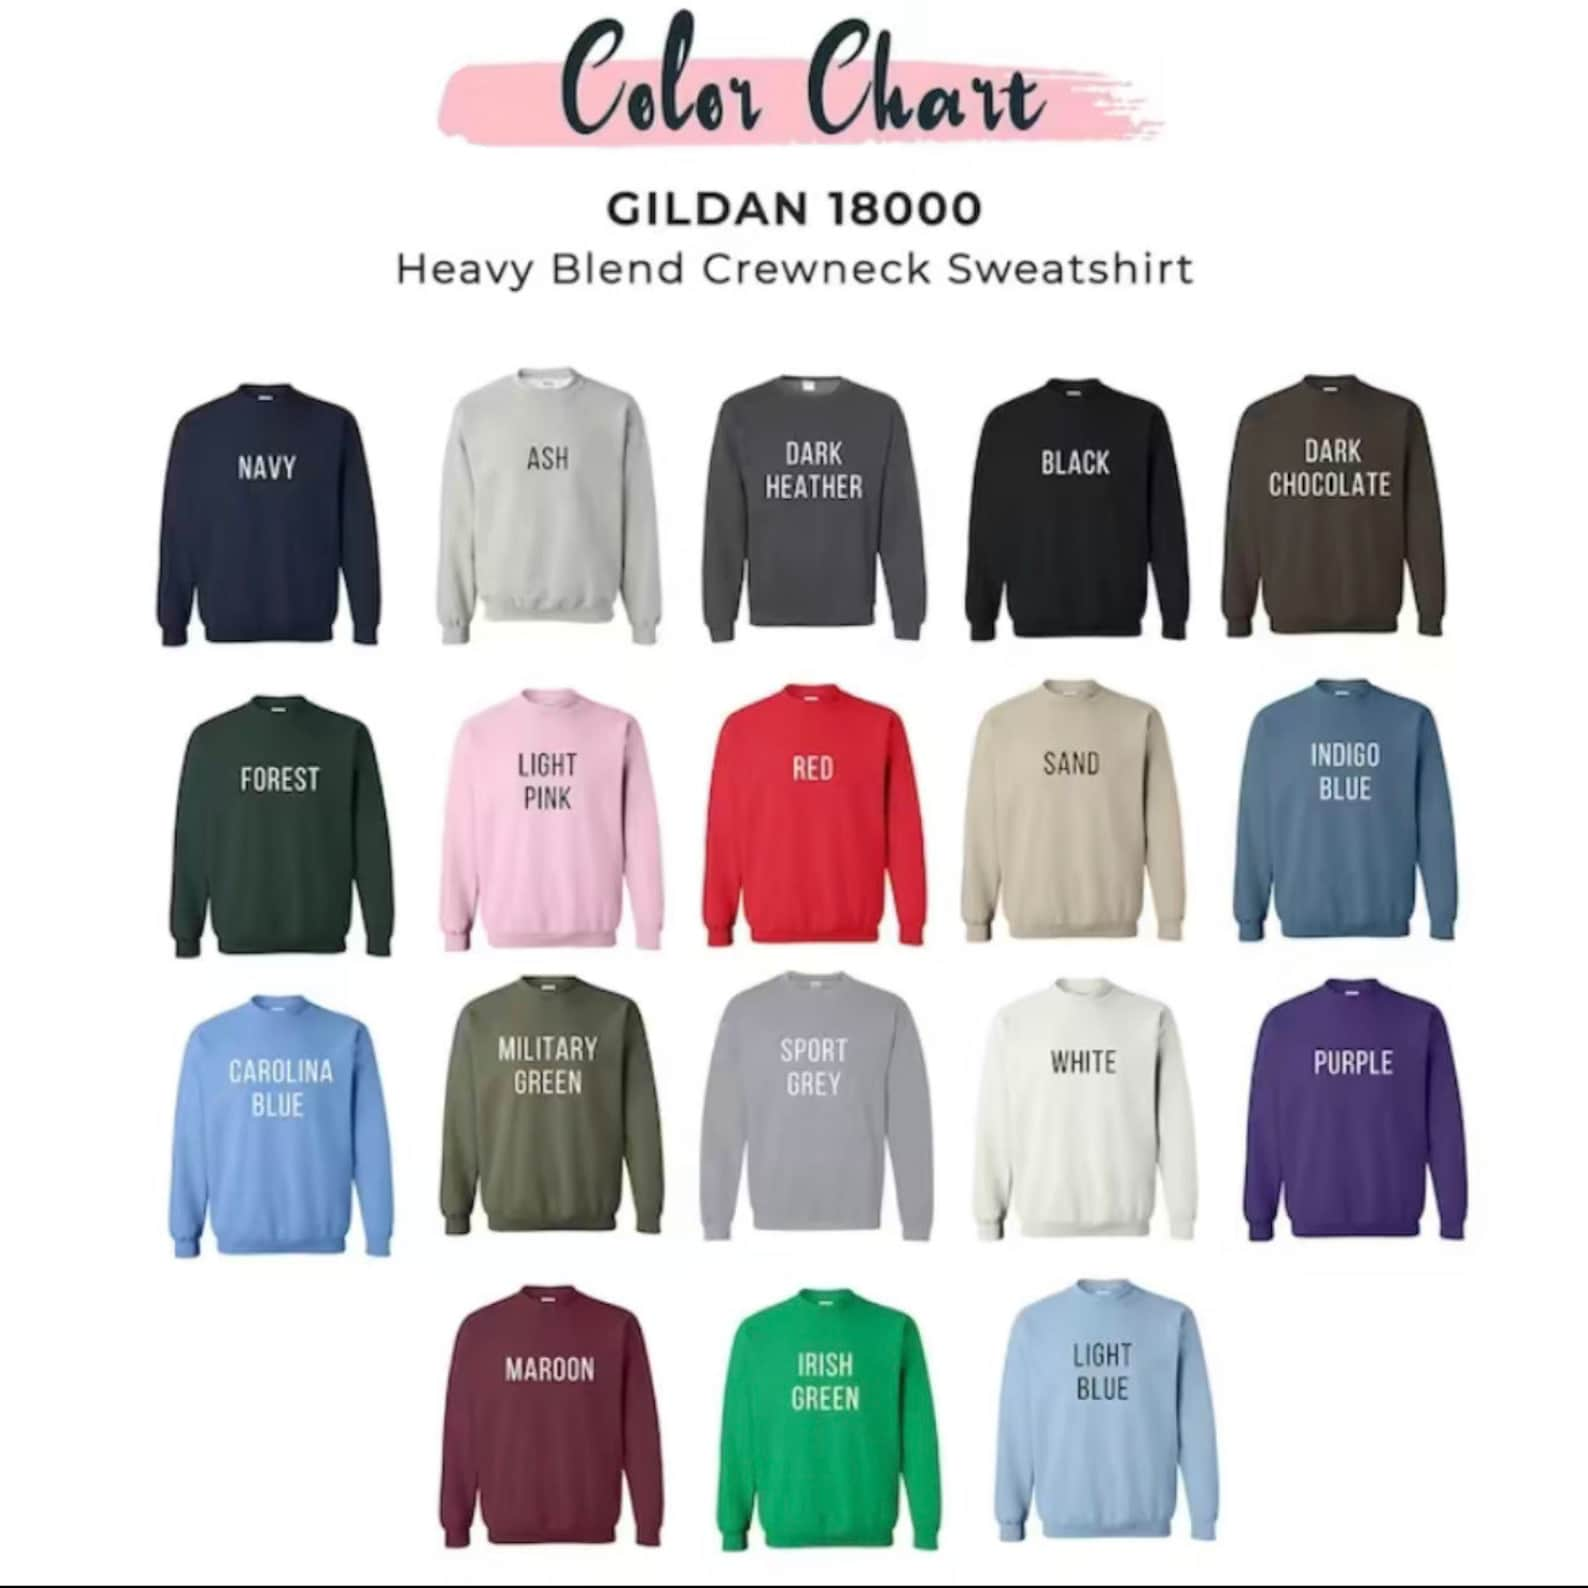 Color Chart
GILDAN 18000
Heavy Blend Crewneck Sweatshirt
NAVY
ASH
DARK
HEATHER
BLACK
DARK
CHOCOLATE
FOREST
LIGHT
PINK
RED
SAND
INDIGO
BLUE
CAROLINA
BLUE
MILITARY
GREEN
SPORT
GREY
WHITE
PURPLE
MAROON
IRISH
GREEN
LIGHT
BLUE